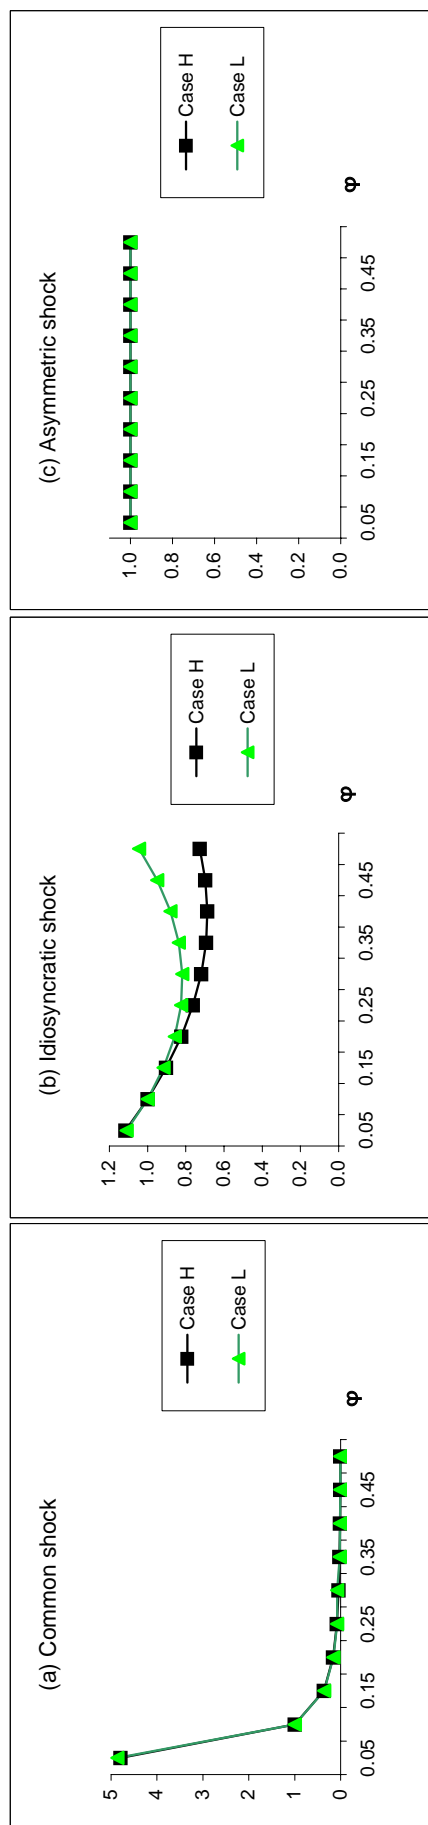 (a) Common shock
5
4
3
2
1
0
0.05
0.15
0.25
0.35
0.45
φ
Case H
Case L
(b) Idiosyncratic shock
1.2
1.0
0.8
0.6
0.4
0.2
0.0
0.05
0.15
0.25
0.35
0.45
φ
Case H
Case L
(c) Asymmetric shock
1.0
0.8
0.6
0.4
0.2
0.0
0.05
0.15
0.25
0.35
0.45
φ
Case H
Case L